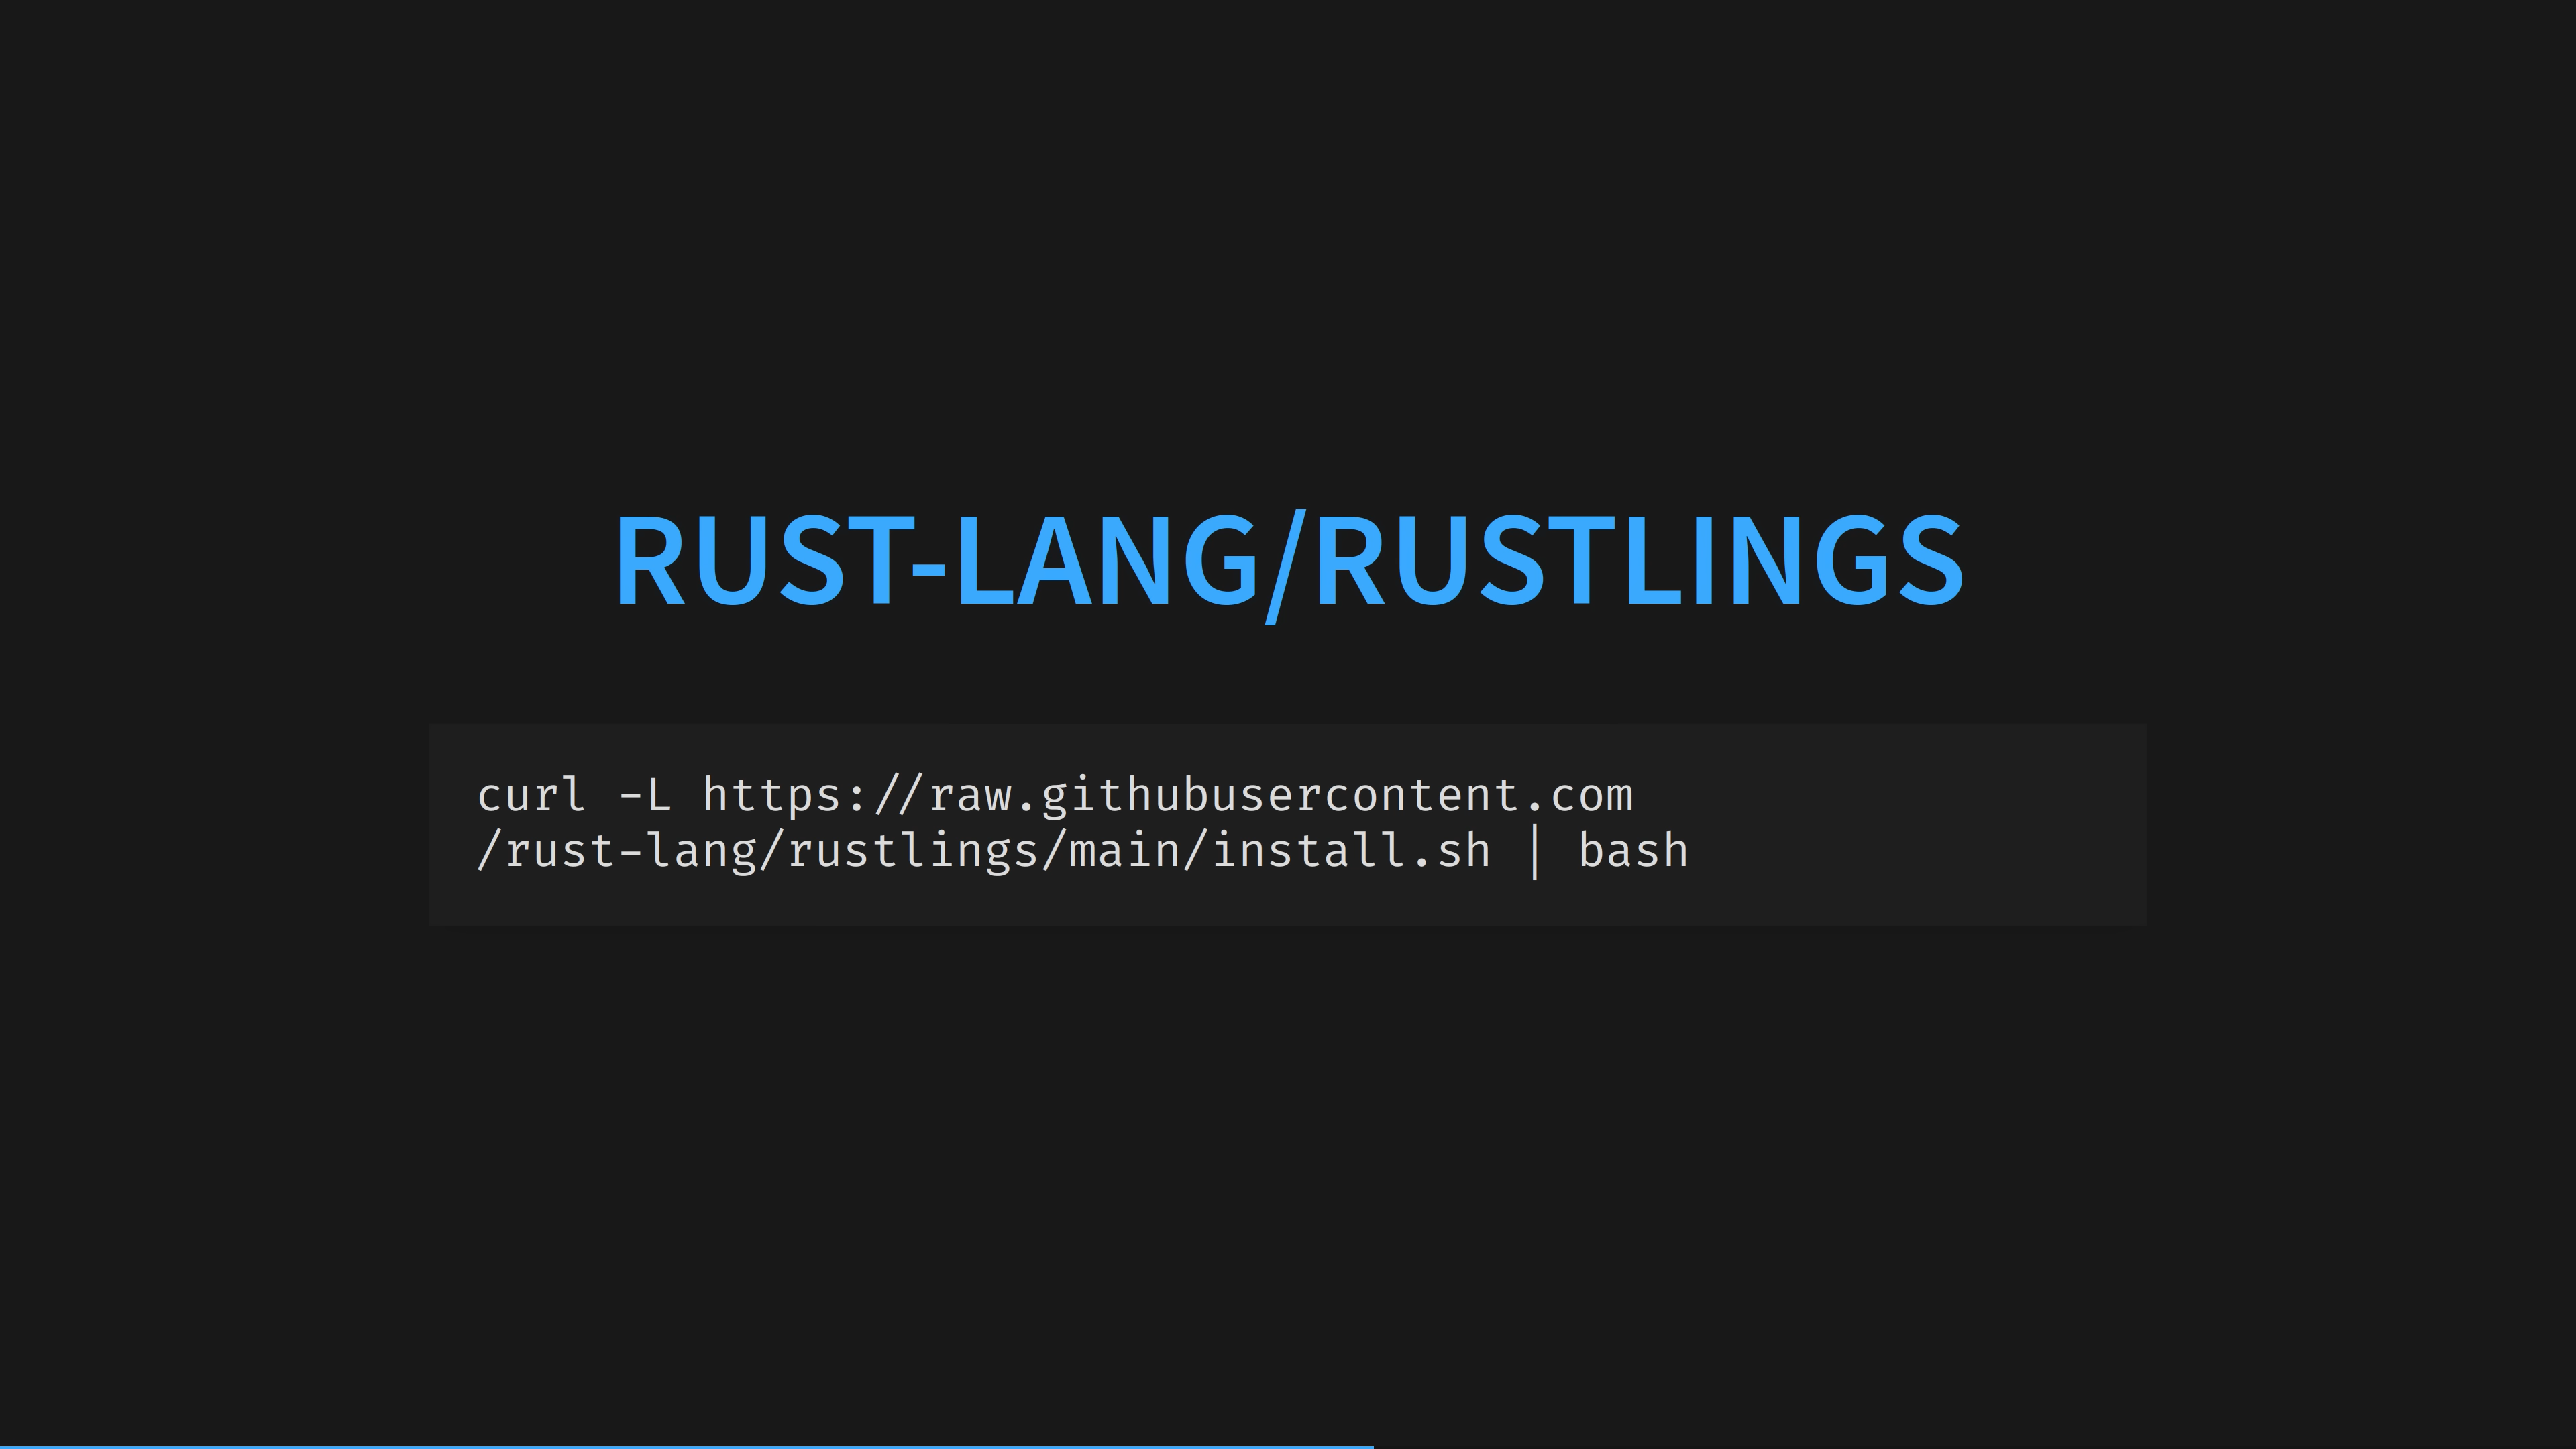 RUST-LANG/RUSTLINGS
curl -L https://raw.githubusercontent.com
/rust-lang/rustlings/main/install.sh | bash